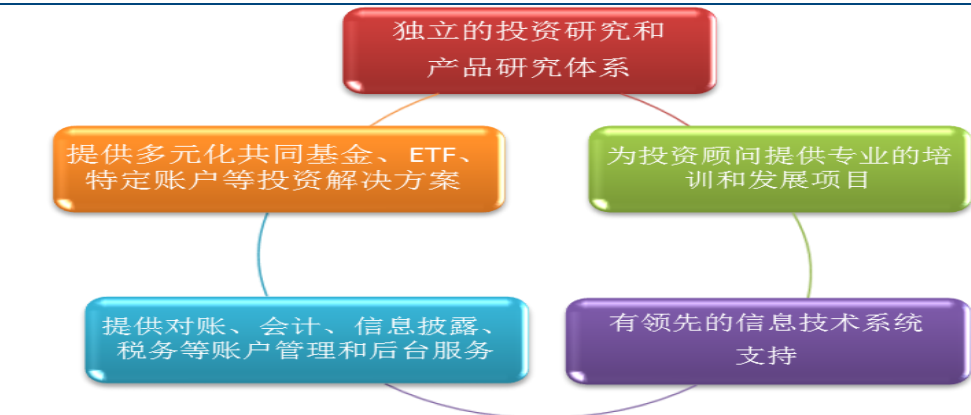 独立的投资研究和
产品研究体系
提供多元化共同基金、ETF、
特定账户等投资解决方案
为投资顾问提供专业的培
训和发展项目
提供对账、会计、信息披露、
税务等账户管理和后台服务
有领先的信息技术系统
支持